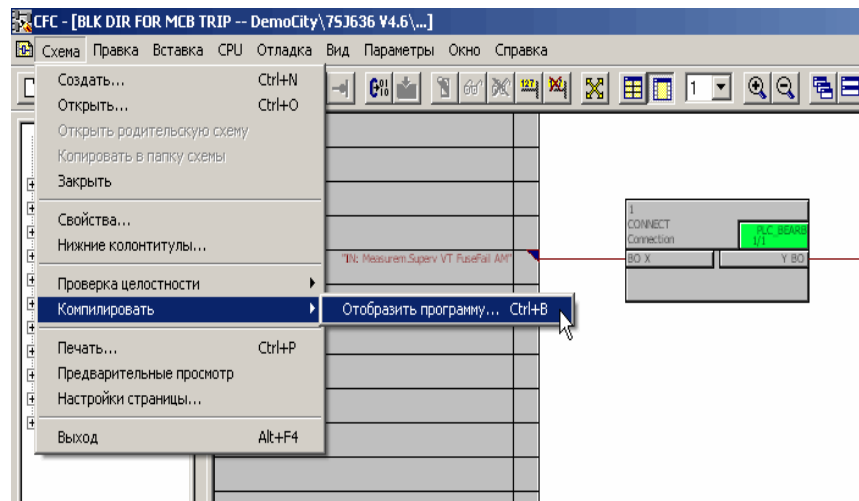 CFC - [BLK DIR FOR MCB TRIP -- DemoCity\7SJ636 V4.6\...]
Схема Правка Вставка CPU Отладка Вид Параметры Окно Справка
1
Создать... Ctrl+N
Открыть... Ctrl+O
Открыть родительскую схему
Копировать в папку схемы
Закрыть
Свойства...
Нижние колонтитулы...
Проверка целостности
Компилировать
Отобразить программу... Ctrl+B
Печать... Ctrl+P
Предварительные просмотр
Настройки страницы...
Выход Alt+F4
"IN: Measurem.Superv VT FuseFail AM"
1
CONNECT
Connection
PLC_BEARB
1/1
BO X Y BO